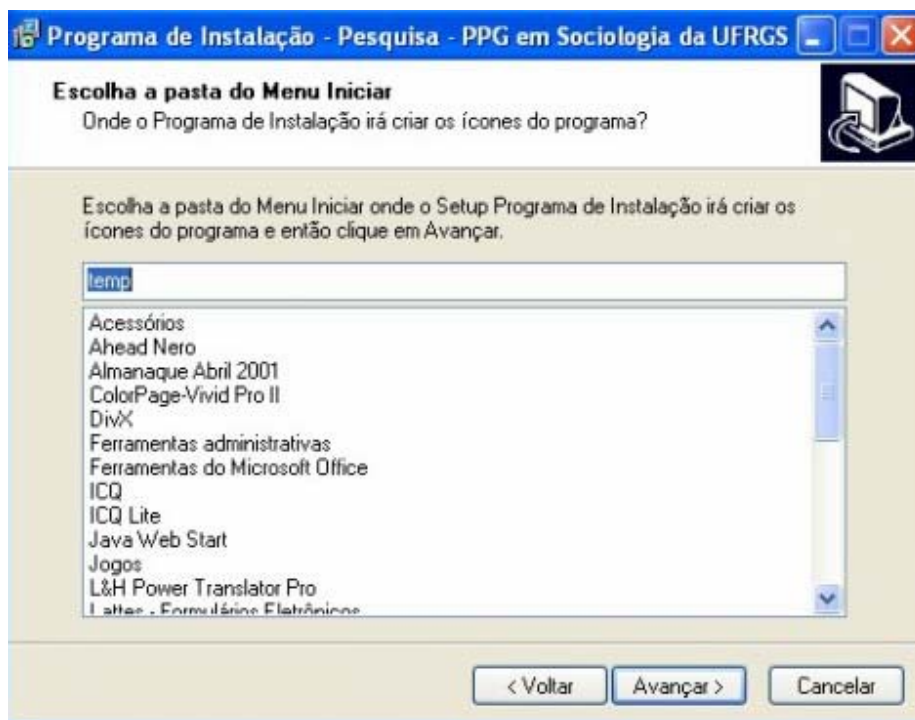 Programa de Instalação - Pesquisa - PPG em Sociologia da UFRGS
Escolha a pasta do Menu Iniciar
Onde o Programa de Instalação irá criar os ícones do programa?
Escolha a pasta do Menu Iniciar onde o Setup Programa de Instalação irá criar os
ícones do programa e então clique em Avançar.
temp
Acessórios
Ahead Nero
Almanaque Abril 2001
ColorPage-Vivid Pro II
DivX
Ferramentas administrativas
Ferramentas do Microsoft Office
ICQ
ICQ Lite
Java Web Start
Jogos
L&H Power Translator Pro
Lattes - Formulários Eletrônicos
< Voltar
Avançar >
Cancelar